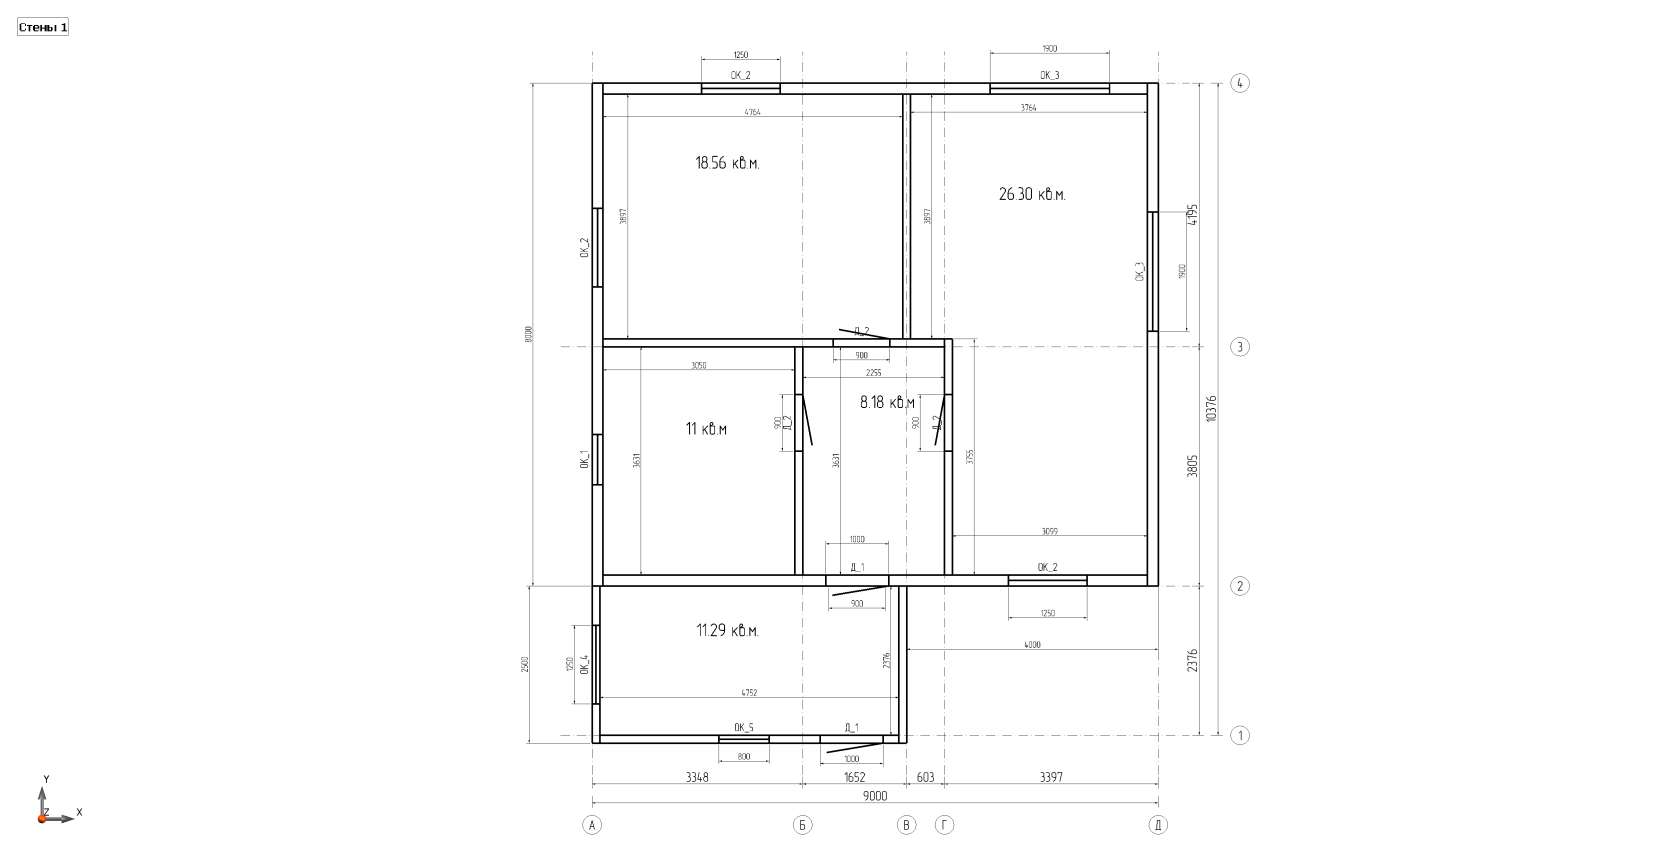 Стены 1
1900
1250
ОК_2
ОК_3
4
4764
3764
18.56 кв.м.
26.30 кв.м.
3897
3897
4195
ОК_2
ОК_3
1900
8000
Д_2
3
900
3050
2255
8.18 кв.м
10376
900
Д_2
900
Д_2
11 кв.м
ОК_1
3631
3631
3755
3805
3099
1000
Д_1
ОК_2
2
900
1250
11.29 кв.м.
4000
2500
1250
ОК_4
2376
2376
4752
ОК_5
Д_1
1
800
1000
3348
1652
603
3397
9000
Y
Z
X
А
Б
В
Г
Д